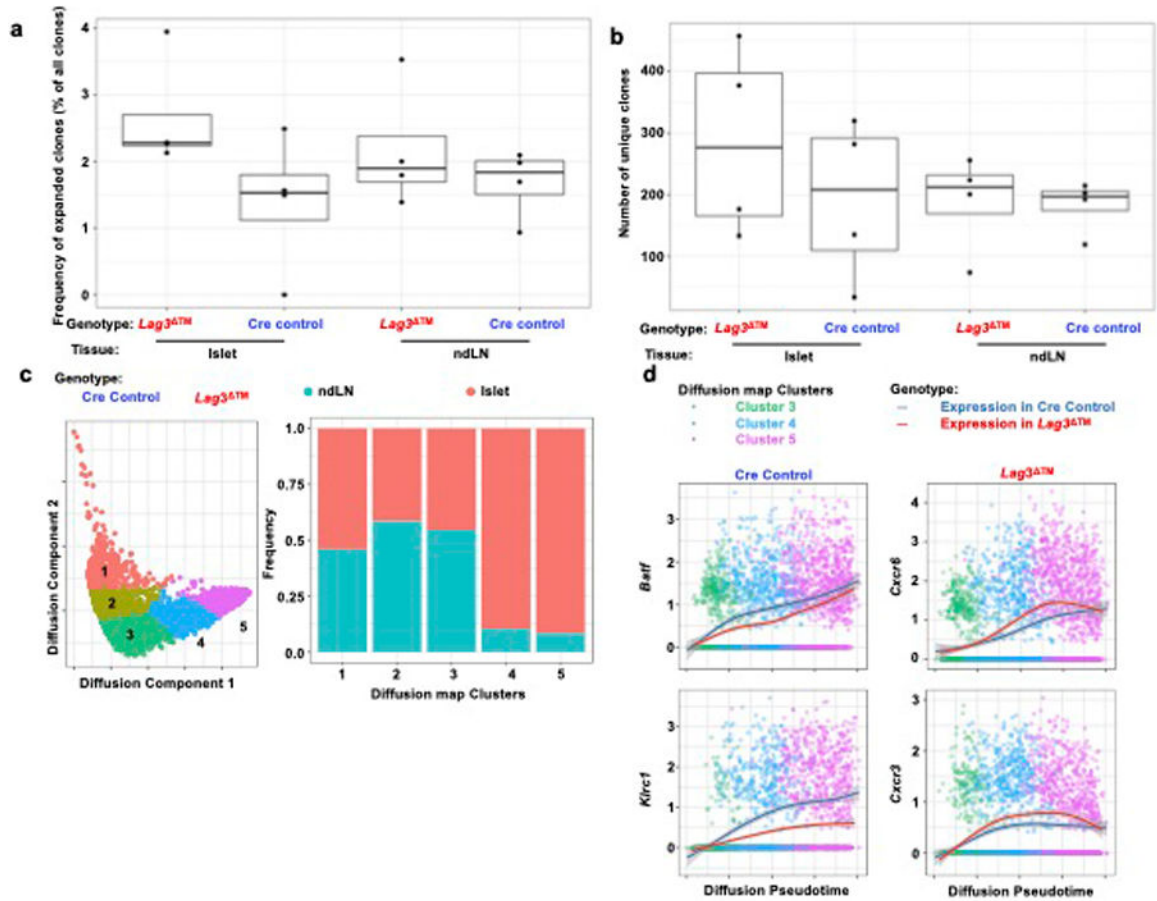 a
Frequency of expanded clones (% of all clones)
4
3
2
1
0
Genotype: Lag3ΔTM Cre control Lag3ΔTM Cre control
Tissue: Islet ndLN
b
Number of unique clones
400
300
200
100
Genotype: Lag3ΔTM Cre control Lag3ΔTM Cre control
Tissue: Islet ndLN
c
Genotype:
Cre Control Lag3ΔTM
Diffusion Component 2
1
2
3
4
5
Diffusion Component 1
ndLN Islet
Frequency
1.0
0.75
0.5
0.25
0.0
1 2 3 4 5
Diffusion map Clusters
d
Diffusion map Clusters
Cluster 3
Cluster 4
Cluster 5
Genotype:
Expression in Cre Control
Expression in Lag3ΔTM
Cre Control
Lag3ΔTM
Batf
3
2
1
0
Cxcr6
4
3
2
1
0
Klrc1
3
2
1
0
Diffusion Pseudotime
Cxcr3
3
2
1
0
Diffusion Pseudotime